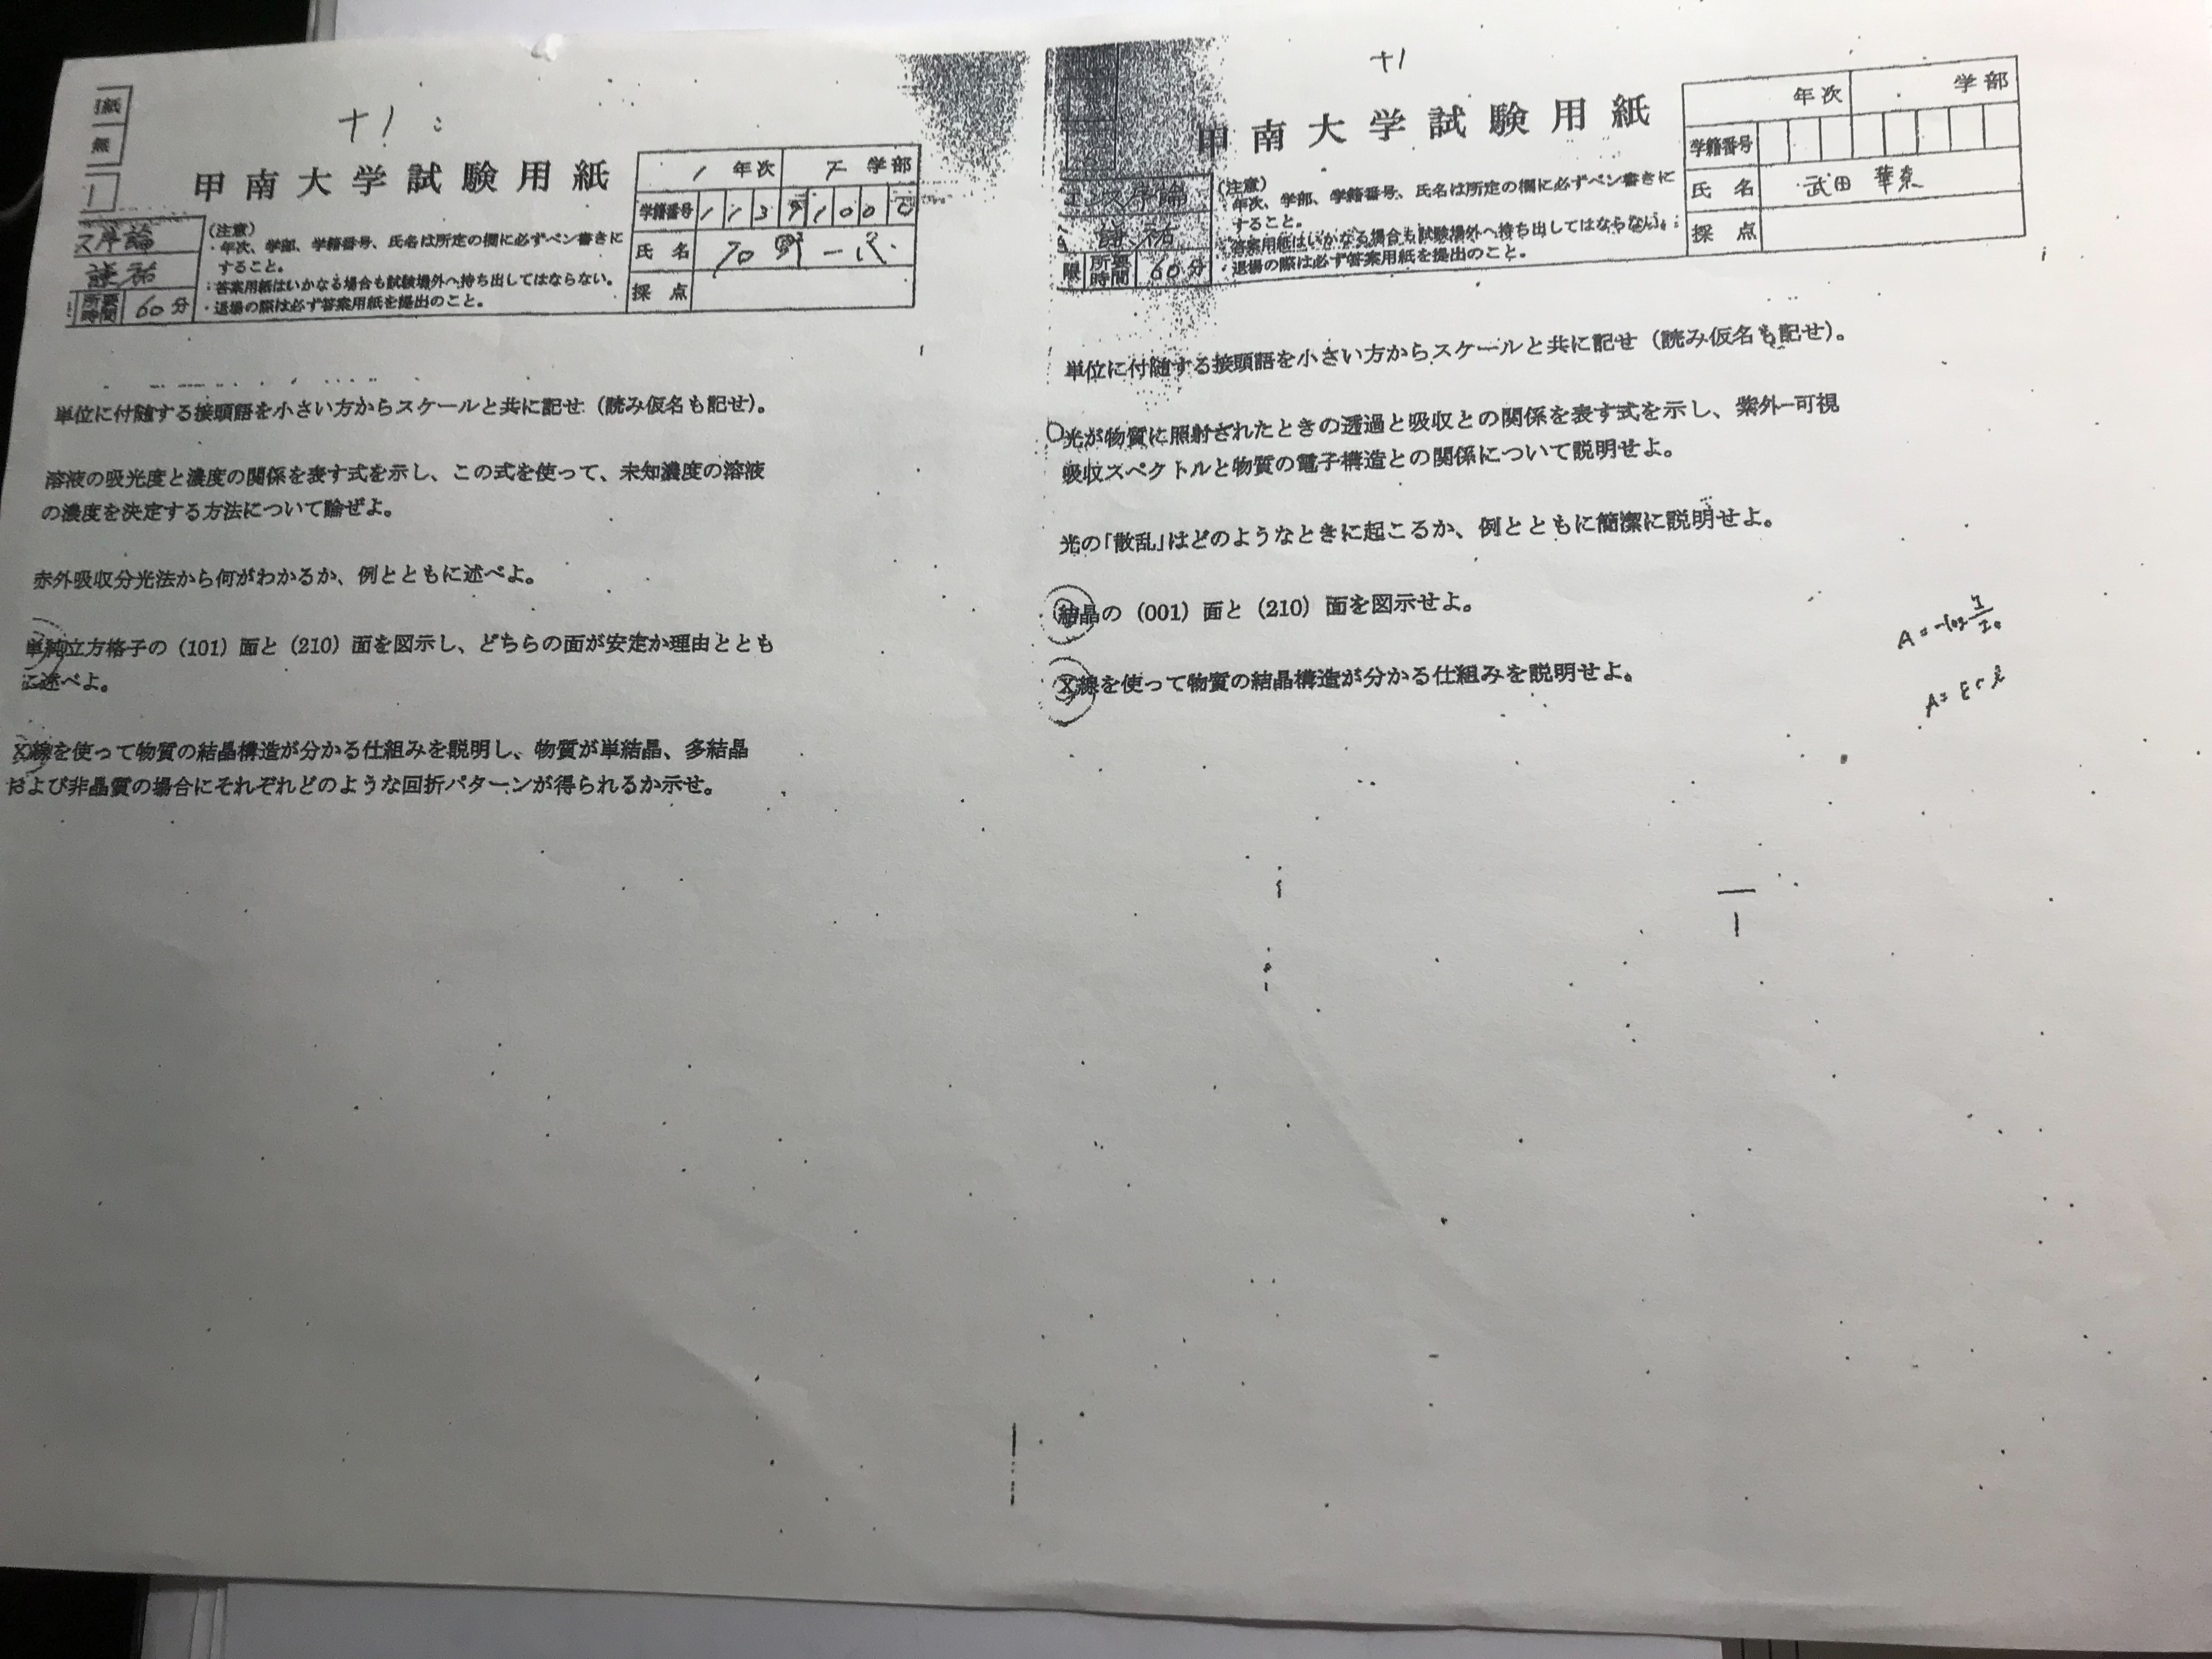 紙
無
十!
甲南大学試験用紙
1 年次 学部
学籍番号 1 1 3 1 0 0
氏名
採点
ス序論
所要時間 60分
(注意)
・年次、学部、学籍番号、氏名は所定の欄に必ずペン書きに
すること。
・答案用紙はいかなる場合も試験場外へ持ち出してはならない。
・退場の際は必ず答案用紙を提出のこと。
単位に付随する接頭語を小さい方からスケールと共に記せ(読み仮名も記せ)。
溶液の吸光度と濃度の関係を表す式を示し、この式を使って、未知濃度の溶液
の濃度を決定する方法について論ぜよ。
赤外吸収分光法から何がわかるか、例とともに述べよ。
単純立方格子の(101)面と(210)面を図示し、どちらの面が安定か理由ととも
に述べよ。
X線を使って物質の結晶構造が分かる仕組みを説明し、物質が単結晶、多結晶
および非晶質の場合にそれぞれどのような回折パターンが得られるか示せ。
十!
甲南大学試験用紙
年次 学部
学籍番号
氏名 武田
採点
ス序論
限 所要時間 60分
(注意)
・年次、学部、学籍番号、氏名は所定の欄に必ずペン書きに
すること。
・答案用紙はいかなる場合も試験場外へ持ち出してはならない。
・退場の際は必ず答案用紙を提出のこと。
単位に付随する接頭語を小さい方からスケールと共に記せ(読み仮名も記せ)。
光が物質に照射されたときの透過と吸収との関係を表す式を示し、紫外−可視
吸収スペクトルと物質の電子構造との関係について説明せよ。
光の「散乱」はどのようなときに起こるか、例とともに簡潔に説明せよ。
結晶の(001)面と(210)面を図示せよ。
X線を使って物質の結晶構造が分かる仕組みを説明せよ。
A = -log I/I₀
A = εcl